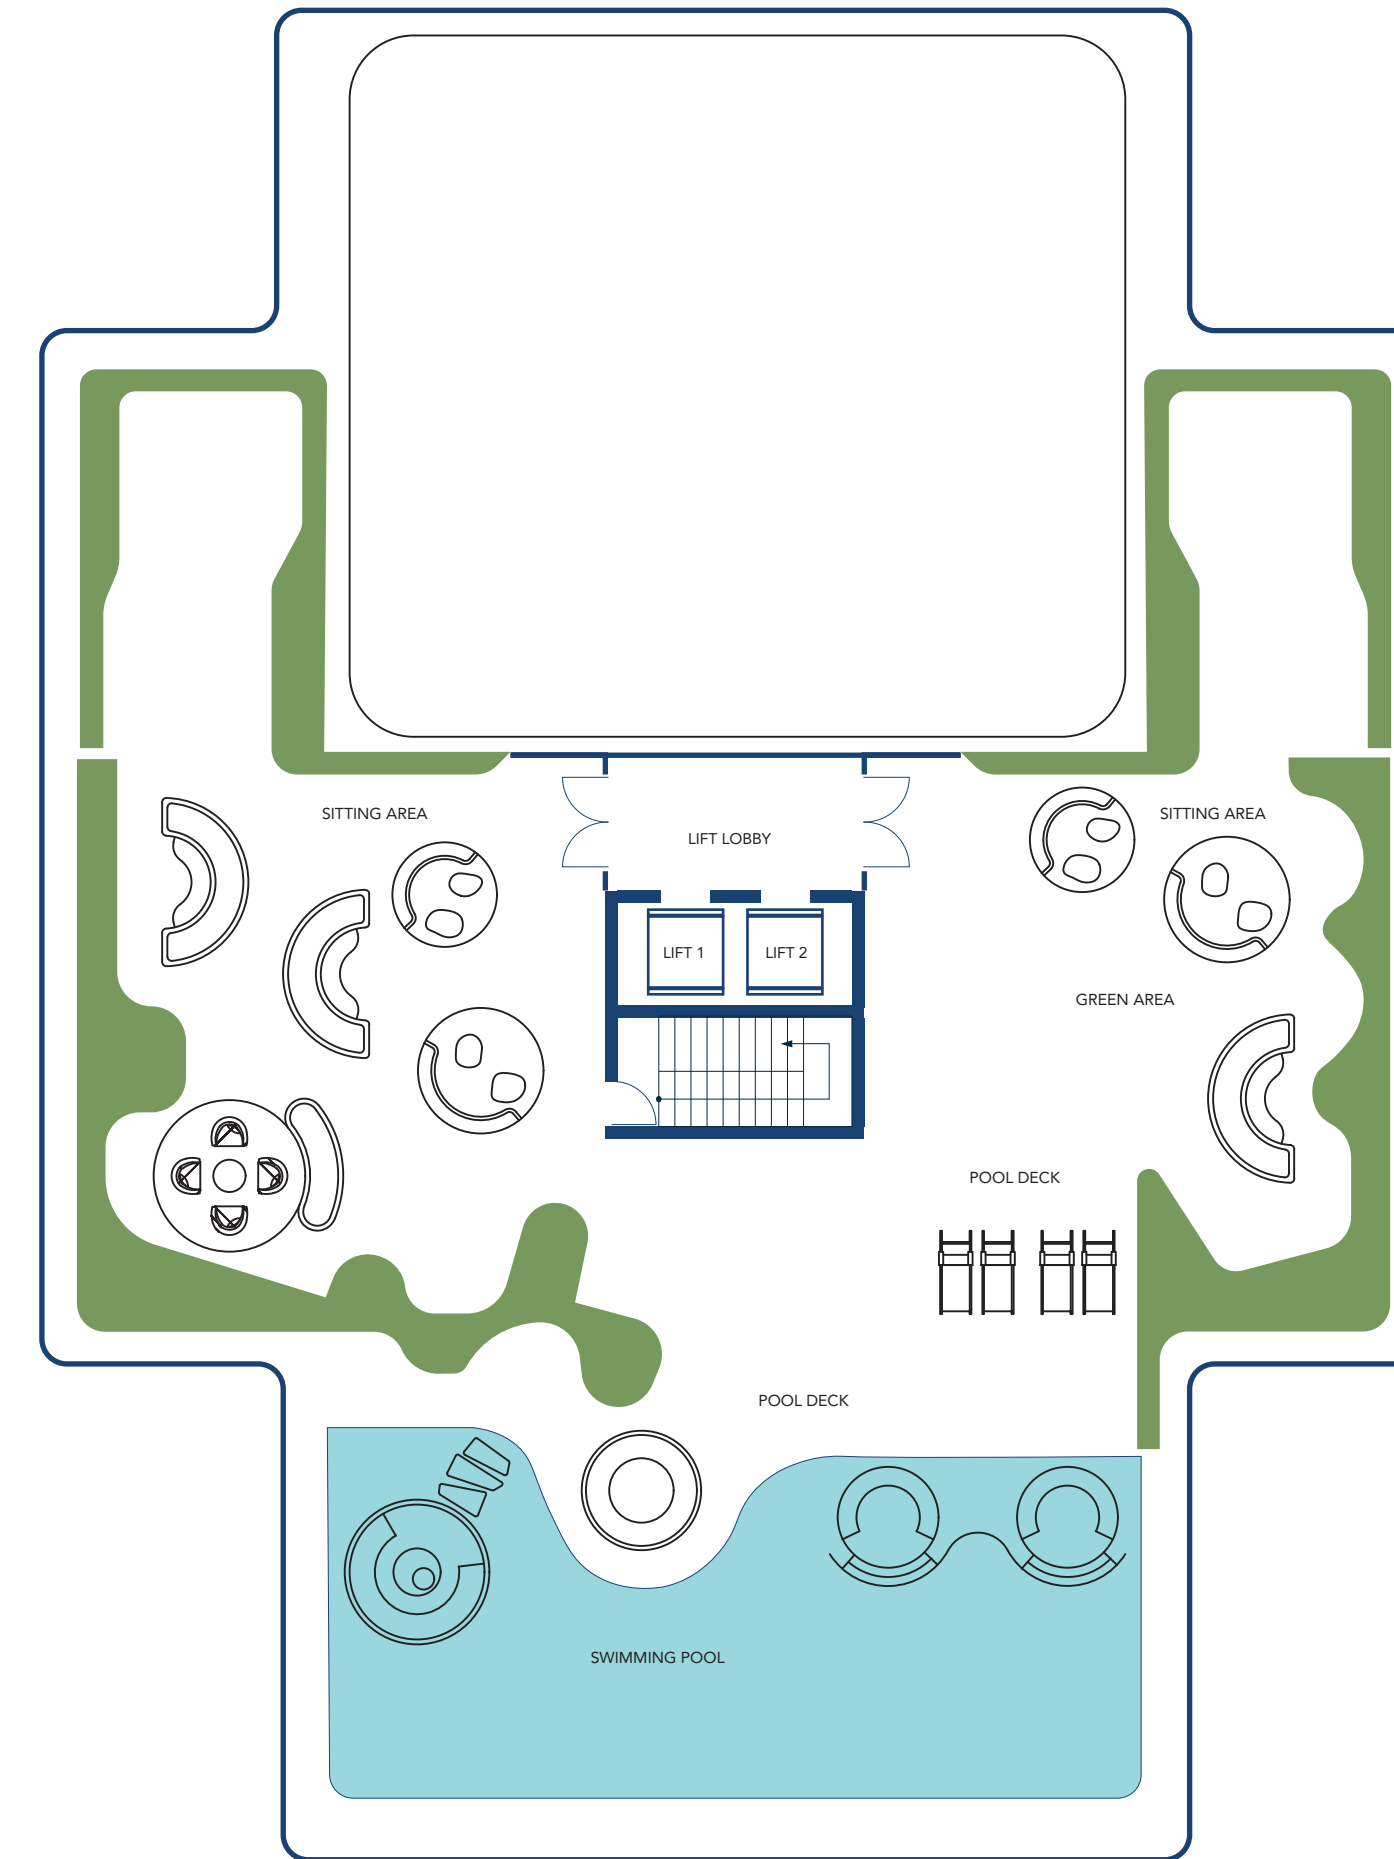 SITTING AREA
SITTING AREA
LIFT LOBBY
LIFT 1
LIFT 2
GREEN AREA
POOL DECK
POOL DECK
SWIMMING POOL